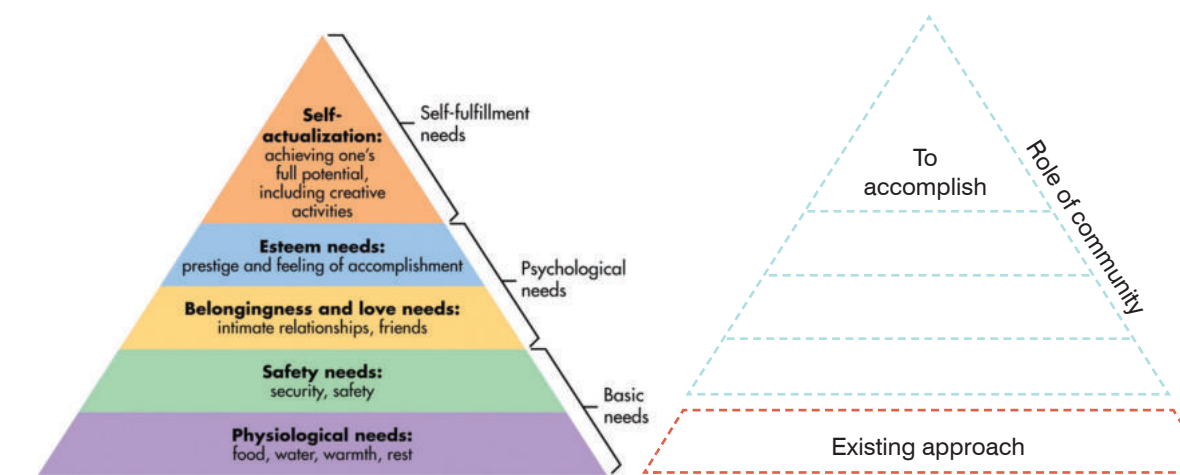 Self-
actualization:
achieving one's
full potential,
including creative
activities
Self-fulfillment
needs
Esteem needs:
prestige and feeling of accomplishment
Psychological
needs
Belongingness and love needs:
intimate relationships, friends
Safety needs:
security, safety
Basic
needs
Physiological needs:
food, water, warmth, rest
To
accomplish
Role of community
Existing approach